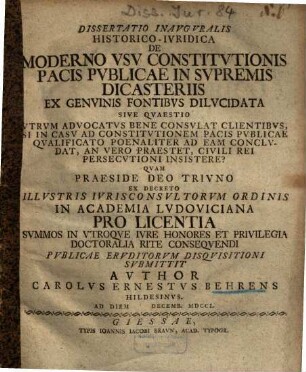 Diss. Jur. 84
DISSERTATIO INAVGVRALIS
HISTORICO-IVRIDICA
DE
MODERNO VSV CONSTITVTIONIS
PACIS PVBLICAE IN SVPREMIS
DICASTERIIS
EX GENVINIS FONTIBVS DILVCIDATA
SIVE QVAESTIO
VTRVM ADVOCATVS BENE CONSVLAT CLIENTIBVS,
SI IN CASV AD CONSTITVTIONEM PACIS PVBLICAE
QVALIFICATO POENALITER AD EAM CONCLV-
DAT, AN VERO PRAESTET, CIVILI REI
PERSECVTIONI INSISTERE?
QVAM
PRAESIDE DEO TRIVNO
EX DECRETO
ILLVSTRIS IVRISCONSVLTORVM ORDINIS
IN ACADEMIA LVDOVICIANA
PRO LICENTIA
SVMMOS IN VTROQVE IVRE HONORES ET PRIVILEGIA
DOCTORALIA RITE CONSEQVENDI
PVBLICAE ERVDITORVM DISQVISITIONI
SVBMITTIT
AVTHOR
CAROLVS ERNESTVS BEHRENS
HILDESINVS.
AD DIEM DECEMB. MDCCL.
GIESSAE,
TYPIS IOANNIS IACOBI BRAVN, ACAD. TYPOGR.